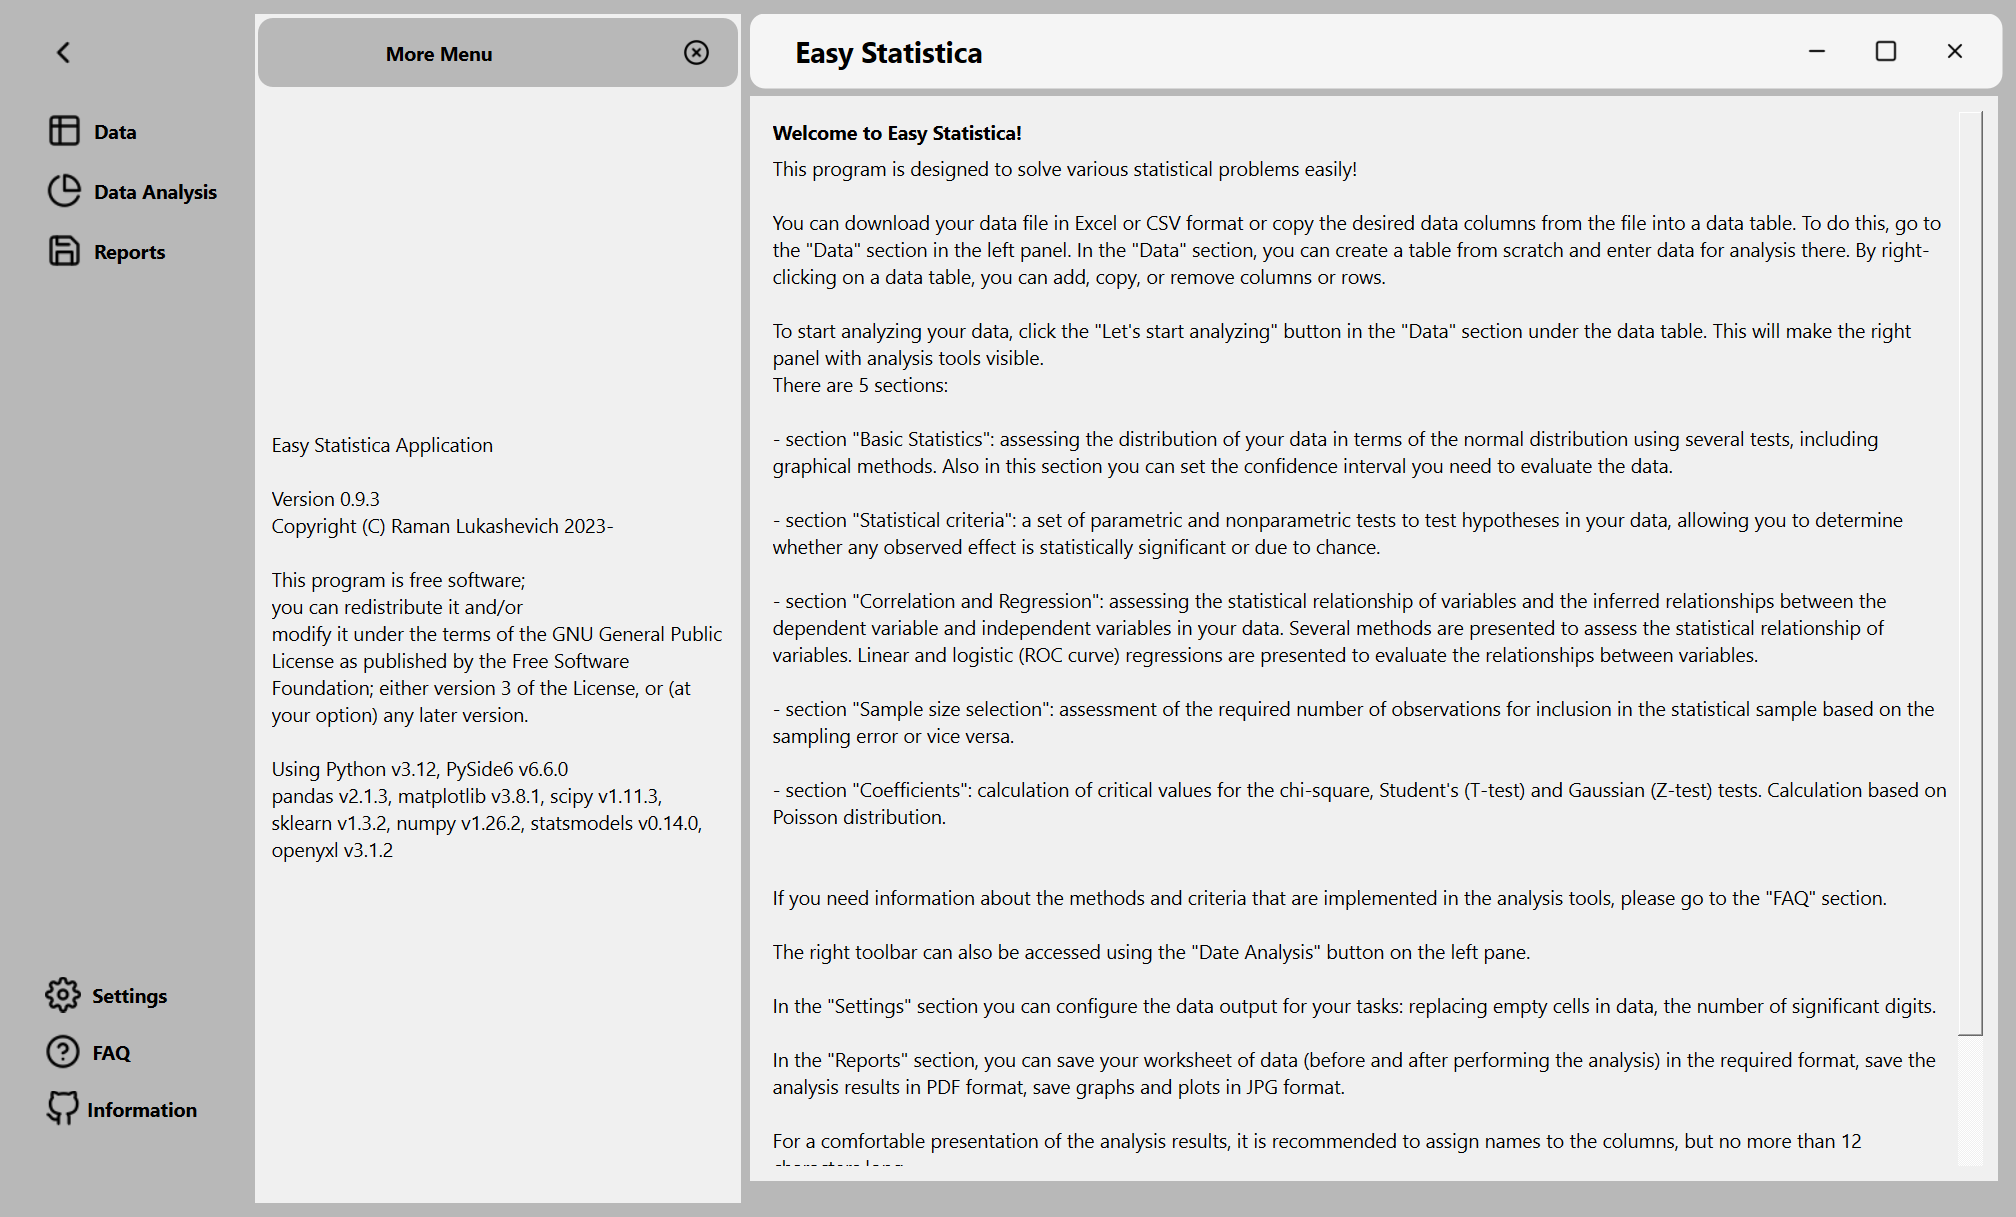 Data
Data Analysis
Reports
Settings
FAQ
Information
More Menu
Easy Statistica Application
Version 0.9.3
Copyright (C) Raman Lukashevich 2023-
This program is free software;
you can redistribute it and/or
modify it under the terms of the GNU General Public
License as published by the Free Software
Foundation; either version 3 of the License, or (at
your option) any later version.
Using Python v3.12, PySide6 v6.6.0
pandas v2.1.3, matplotlib v3.8.1, scipy v1.11.3,
sklearn v1.3.2, numpy v1.26.2, statsmodels v0.14.0,
openyxl v3.1.2
Easy Statistica
Welcome to Easy Statistica!
This program is designed to solve various statistical problems easily!
You can download your data file in Excel or CSV format or copy the desired data columns from the file into a data table. To do this, go to
the "Data" section in the left panel. In the "Data" section, you can create a table from scratch and enter data for analysis there. By right-
clicking on a data table, you can add, copy, or remove columns or rows.
To start analyzing your data, click the "Let's start analyzing" button in the "Data" section under the data table. This will make the right
panel with analysis tools visible.
There are 5 sections:
- section "Basic Statistics": assessing the distribution of your data in terms of the normal distribution using several tests, including
graphical methods. Also in this section you can set the confidence interval you need to evaluate the data.
- section "Statistical criteria": a set of parametric and nonparametric tests to test hypotheses in your data, allowing you to determine
whether any observed effect is statistically significant or due to chance.
- section "Correlation and Regression": assessing the statistical relationship of variables and the inferred relationships between the
dependent variable and independent variables in your data. Several methods are presented to assess the statistical relationship of
variables. Linear and logistic (ROC curve) regressions are presented to evaluate the relationships between variables.
- section "Sample size selection": assessment of the required number of observations for inclusion in the statistical sample based on the
sampling error or vice versa.
- section "Coefficients": calculation of critical values for the chi-square, Student's (T-test) and Gaussian (Z-test) tests. Calculation based on
Poisson distribution.
If you need information about the methods and criteria that are implemented in the analysis tools, please go to the "FAQ" section.
The right toolbar can also be accessed using the "Date Analysis" button on the left pane.
In the "Settings" section you can configure the data output for your tasks: replacing empty cells in data, the number of significant digits.
In the "Reports" section, you can save your worksheet of data (before and after performing the analysis) in the required format, save the
analysis results in PDF format, save graphs and plots in JPG format.
For a comfortable presentation of the analysis results, it is recommended to assign names to the columns, but no more than 12